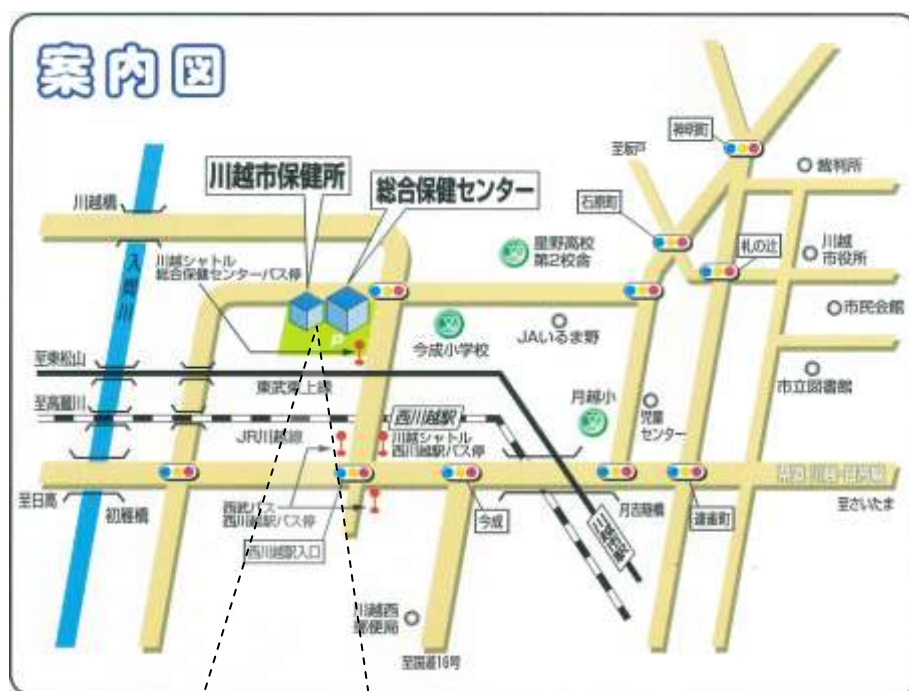 案内図
神明町
至坂戸
裁判所
川越市保健所
総合保健センター
石原町
川越橋
星野高校
第2校舎
札の辻
川越
市役所
入間川
川越シャトル
総合保健センターバス停
市民会館
P
今成小学校
JAいるま野
至東松山
東武東上線
市立図書館
月越小
至高麗川
西川越駅
児童
センター
JR川越線
川越シャトル
西川越駅バス停
至日高
初雁橋
西武バス
西川越駅バス停
今成
月吉陸橋
連雀町
至さいたま
西川越駅入口
川越市駅
川越西
郵便局
至国道16号